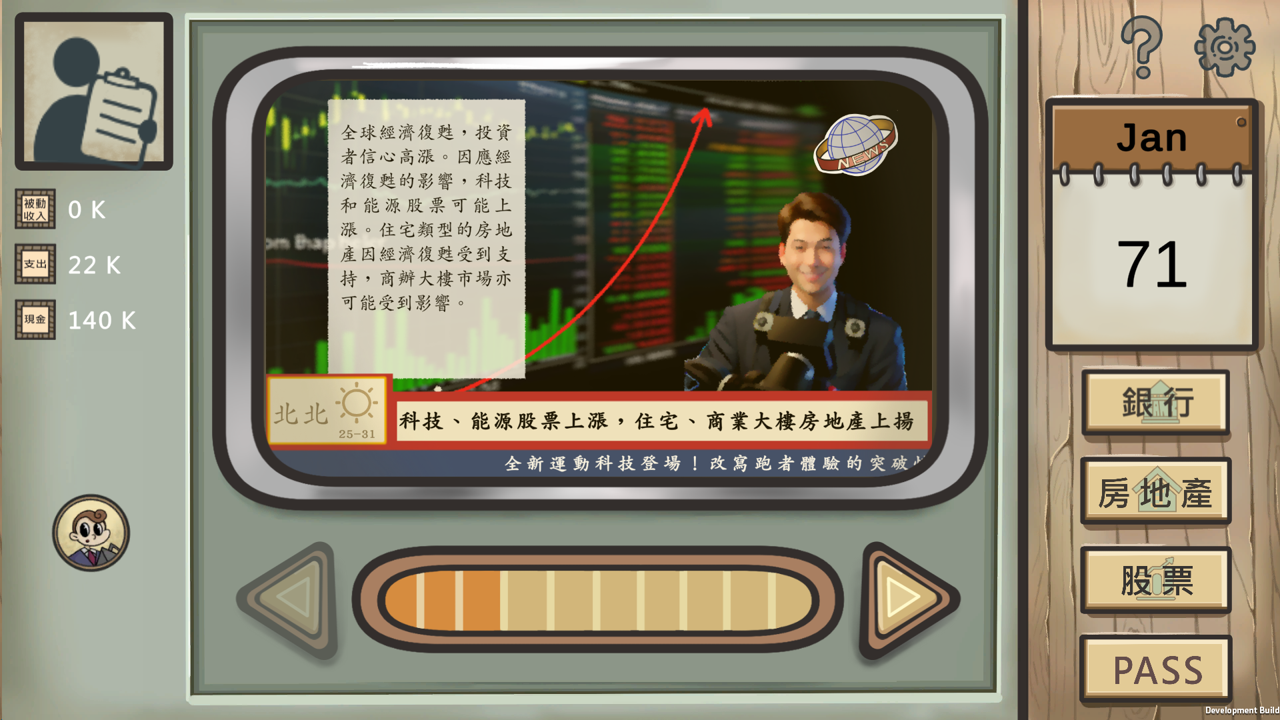 被動
收入
0 K
支出
22 K
現金
140 K
全球經濟復甦，投資
者信心高漲。因應經
濟復甦的影響，科技
和能源股票可能上
漲。住宅類型的房地
產因經濟復甦受到支
持，商辦大樓市場亦
可能受到影響。
NEWS
北北
25-31
科技、能源股票上漲，住宅、商業大樓房地產上揚
全新運動科技登場！改寫跑者體驗的突破
?
Jan
71
銀行
房地產
股票
PASS
Development Build